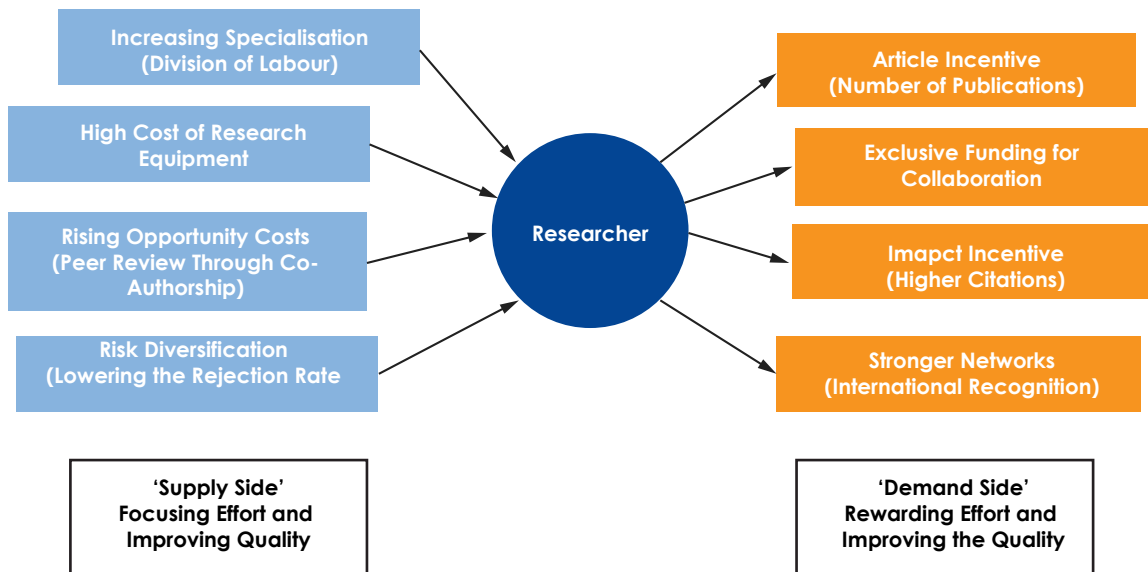 Increasing Specialisation
(Division of Labour)
High Cost of Research
Equipment
Rising Opportunity Costs
(Peer Review Through Co-
Authorship)
Risk Diversification
(Lowering the Rejection Rate
Researcher
Article Incentive
(Number of Publications)
Exclusive Funding for
Collaboration
Imapct Incentive
(Higher Citations)
Stronger Networks
(International Recognition)
‘Supply Side’
Focusing Effort and
Improving Quality
‘Demand Side’
Rewarding Effort and
Improving the Quality